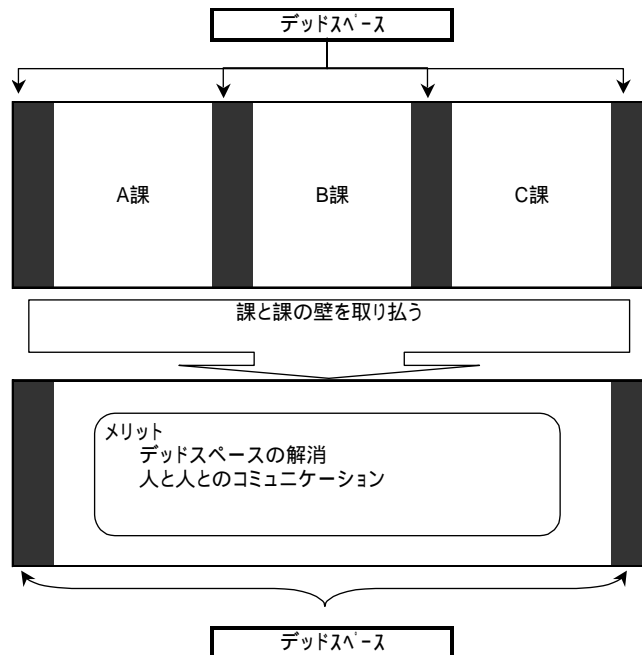 デッドスペース
A課
B課
C課
課と課の壁を取り払う
メリット
デッドスペースの解消
人と人とのコミュニケーション
デッドスペース